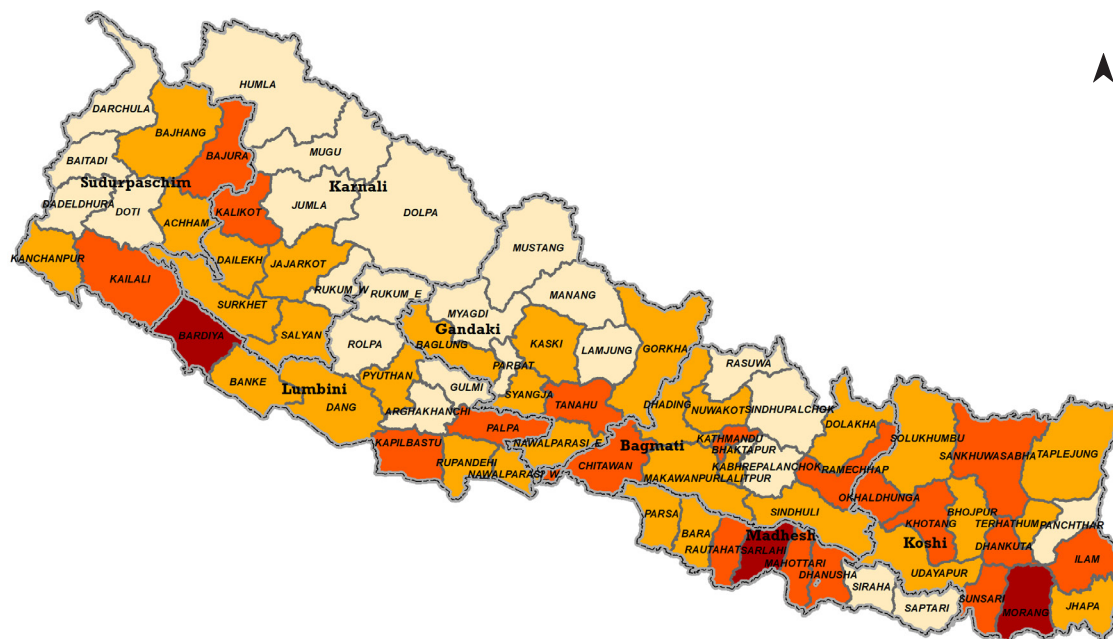 HUMLA
DARCHULA
BAJHANG
BAJURA
MUGU
BAITADI
Sudurpaschim
Karnali
DADELDHURA
DOTI
JUMLA
KALIKOT
DOLPA
ACHHAM
MUSTANG
KANCHANPUR
DAILEKH
JAJARKOT
KAILALI
RUKUM_W
RUKUM_E
MANANG
SURKHET
MYAGDI
Gandaki
BARDIYA
SALYAN
ROLPA
BAGLUNG
KASKI
LAMJUNG
GORKHA
PARBAT
RASUWA
BANKE
Lumbini
PYUTHAN
GULMI
SYANGJA
TANAHU
DHADING
NUWAKOT
SINDHUPALCHOK
DANG
ARGHAKHANCHI
DOLAKHA
PALPA
KATHMANDU
SOLUKHUMBU
KAPILBASTU
NAWALPARASI_E
Bagmati
BHAKTAPUR
SANKHUWASABHA
TAPLEJUNG
RUPANDEHI
CHITAWAN
KABHREPALANCHOK
RAMECHHAP
NAWALPARASI_W
MAKAWANPUR
LALITPUR
OKHALDHUNGA
PARSA
SINDHULI
KHOTANG
BHOJPUR
TERHATHUM
PANCHTHAR
BARA
Madhesh
Koshi
DHANKUTA
RAUTAHAT
SARLAHI
MAHOTTARI
ILAM
DHANUSHA
UDAYAPUR
SIRAHA
SUNSARI
SAPTARI
MORANG
JHAPA